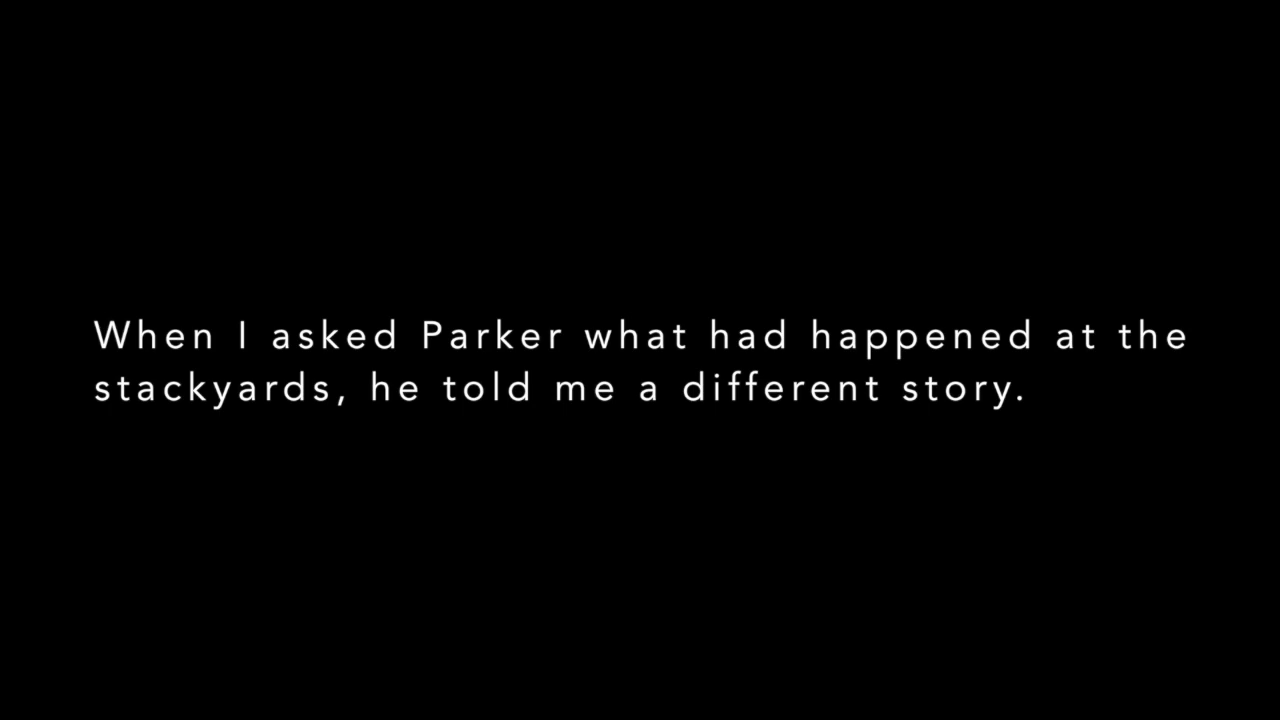 When I asked Parker what had happened at the
stackyards, he told me a different story.